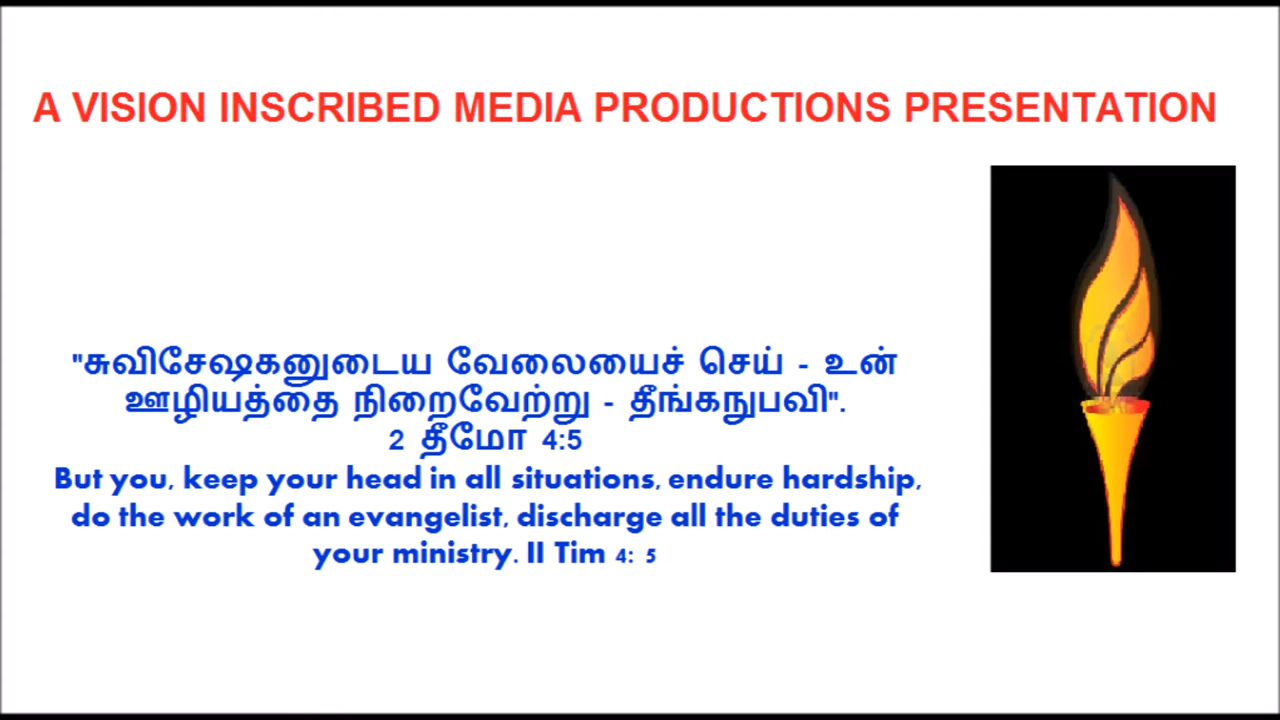 A VISION INSCRIBED MEDIA PRODUCTIONS PRESENTATION
"சுவிசேஷகனுடைய வேலையைச் செய் - உன்
ஊழியத்தை நிறைவேற்று - தீங்கநுபவி".
2 தீமோ 4:5
But you, keep your head in all situations, endure hardship,
do the work of an evangelist, discharge all the duties of
your ministry. II Tim 4: 5